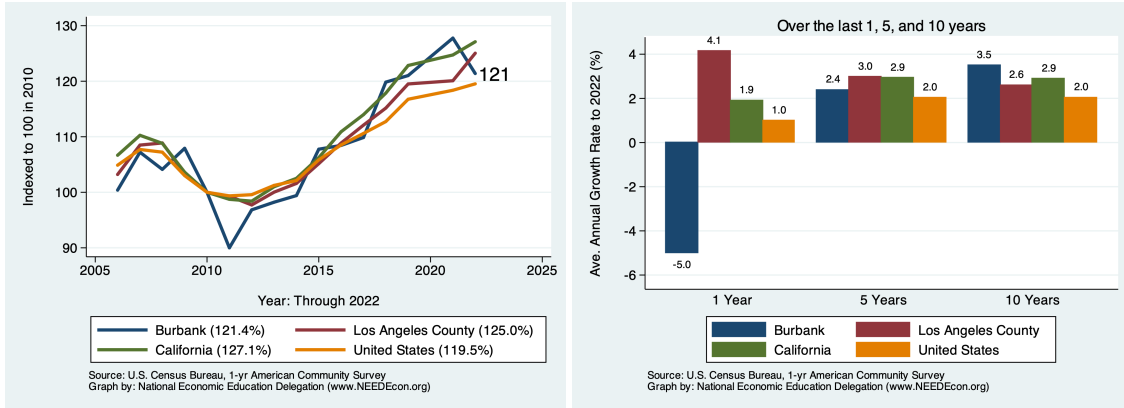 Indexed to 100 in 2010
130
120
110
100
90
121
2005 2010 2015 2020 2025
Year: Through 2022
Burbank (121.4%) Los Angeles County (125.0%)
California (127.1%) United States (119.5%)
Source: U.S. Census Bureau, 1-yr American Community Survey
Graph by: National Economic Education Delegation (www.NEEDEcon.org)
Over the last 1, 5, and 10 years
Ave. Annual Growth Rate to 2022 (%)
4
2
0
-2
-4
-6
-5.0 4.1 1.9 1.0
2.4 3.0 2.9 2.0
3.5 2.6 2.9 2.0
1 Year 5 Years 10 Years
Burbank Los Angeles County
California United States
Source: U.S. Census Bureau, 1-yr American Community Survey
Graph by: National Economic Education Delegation (www.NEEDEcon.org)